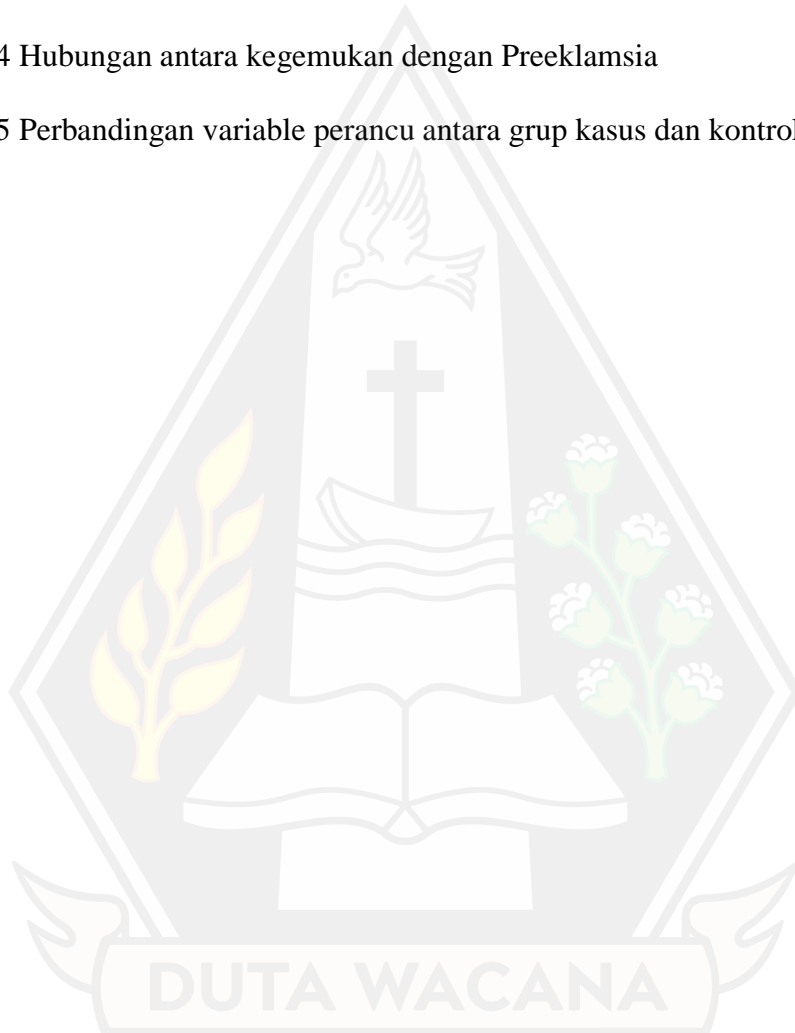 4 Hubungan antara kegemukan dengan Preeklamsia
5 Perbandingan variable perancu antara grup kasus dan kontrol
DUTA WACANA